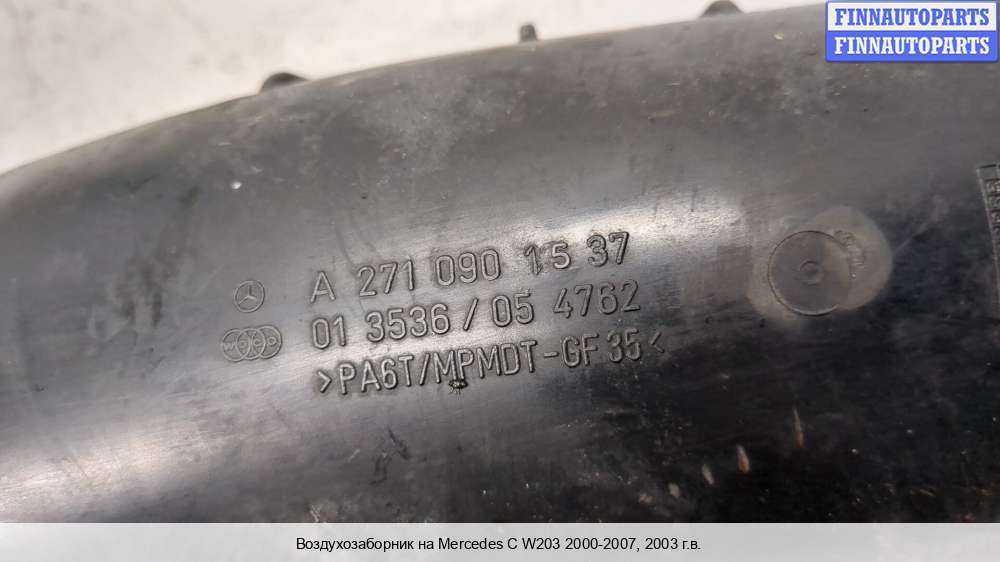 FINNAUTOPARTS
FINNAUTOPARTS
A 271 090 15 37
WOCO 01 3536 / 05 4762
>PA6T/MPMDT-GF35<
Воздухозаборник на Mercedes C W203 2000-2007, 2003 г.в.